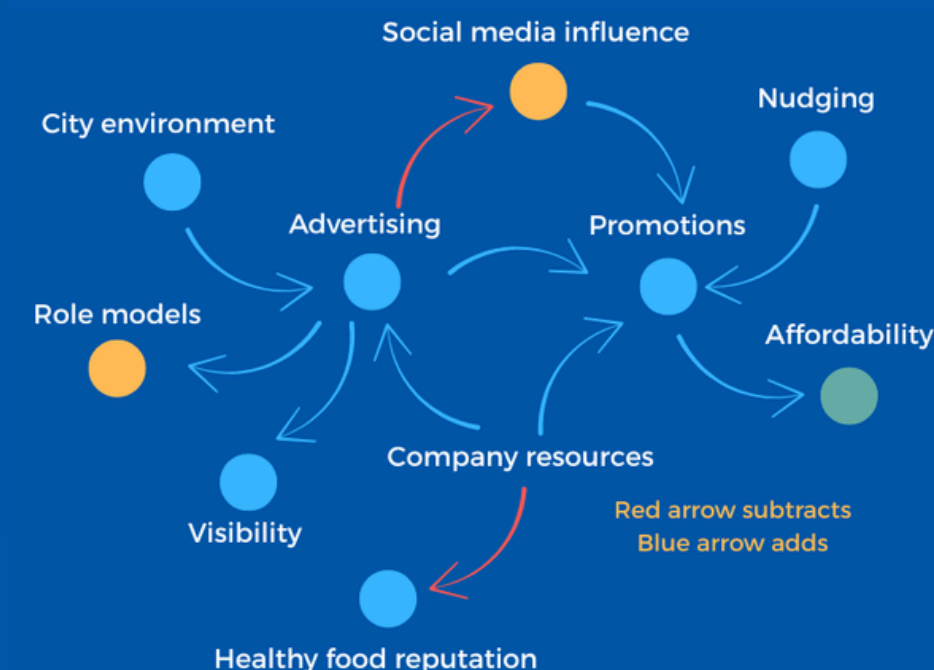 Social media influence
Nudging
City environment
Advertising
Promotions
Role models
Affordability
Company resources
Visibility
Red arrow subtracts
Blue arrow adds
Healthy food reputation